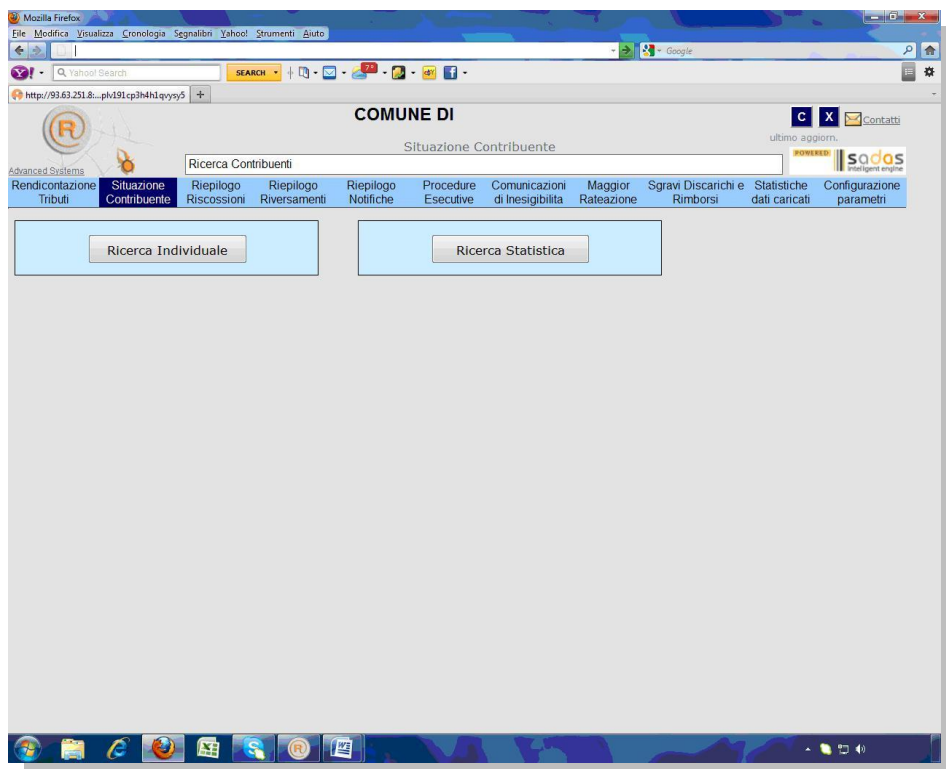 Mozilla Firefox
File Modifica Visualizza Cronologia Segnalibri Yahoo! Strumenti Aiuto
Google
Yahoo! Search
SEARCH
7°
http://93.63.251.8:...plv191cp3h4h1qvysy5
COMUNE DI
C X Contatti
ultimo aggiorn.
Situazione Contribuente
POWERED
sadas
intelligent engine
R
Advanced Systems
Ricerca Contribuenti
Rendicontazione Tributi
Situazione Contribuente
Riepilogo Riscossioni
Riepilogo Riversamenti
Riepilogo Notifiche
Procedure Esecutive
Comunicazioni di Inesigibilita
Maggior Rateazione
Sgravi Discarichi e Rimborsi
Statistiche dati caricati
Configurazione parametri
Ricerca Individuale
Ricerca Statistica